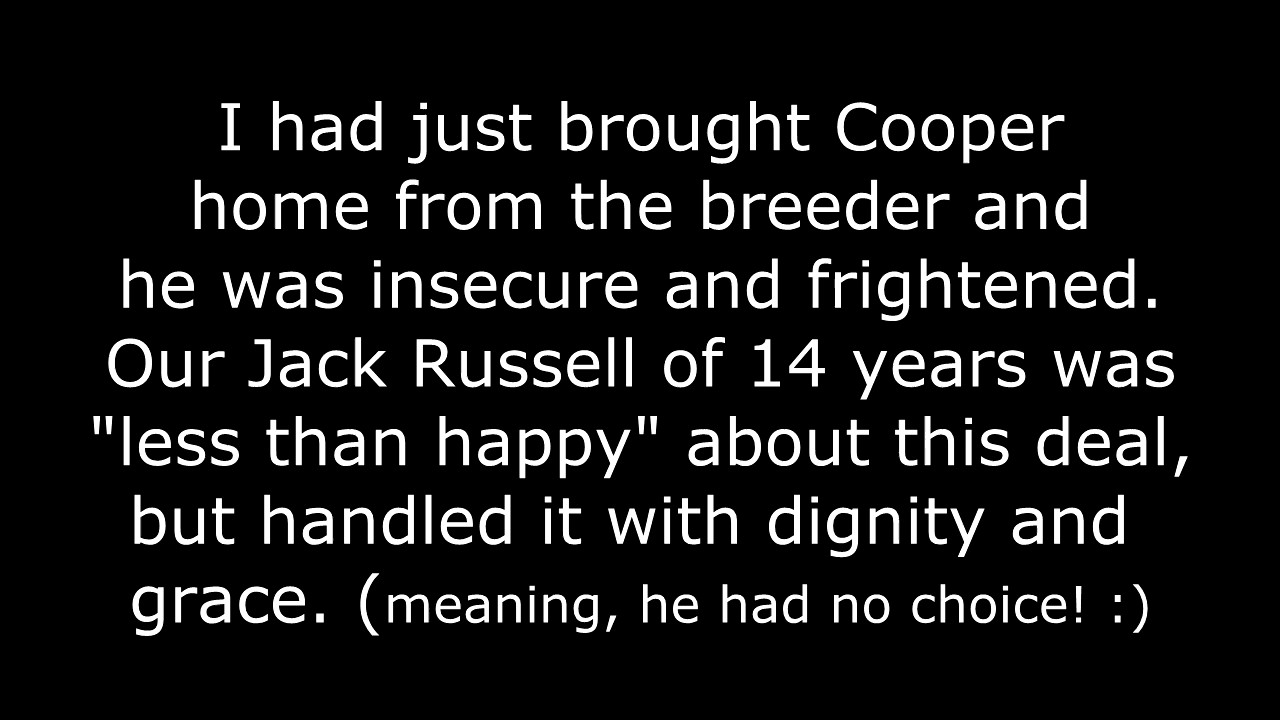 I had just brought Cooper
home from the breeder and
he was insecure and frightened.
Our Jack Russell of 14 years was
"less than happy" about this deal,
but handled it with dignity and
grace. (meaning, he had no choice! :)